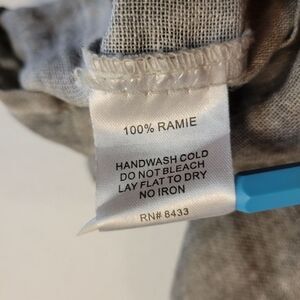 100% RAMIE
HANDWASH COLD
DO NOT BLEACH
LAY FLAT TO DRY
NO IRON
RN# 8433